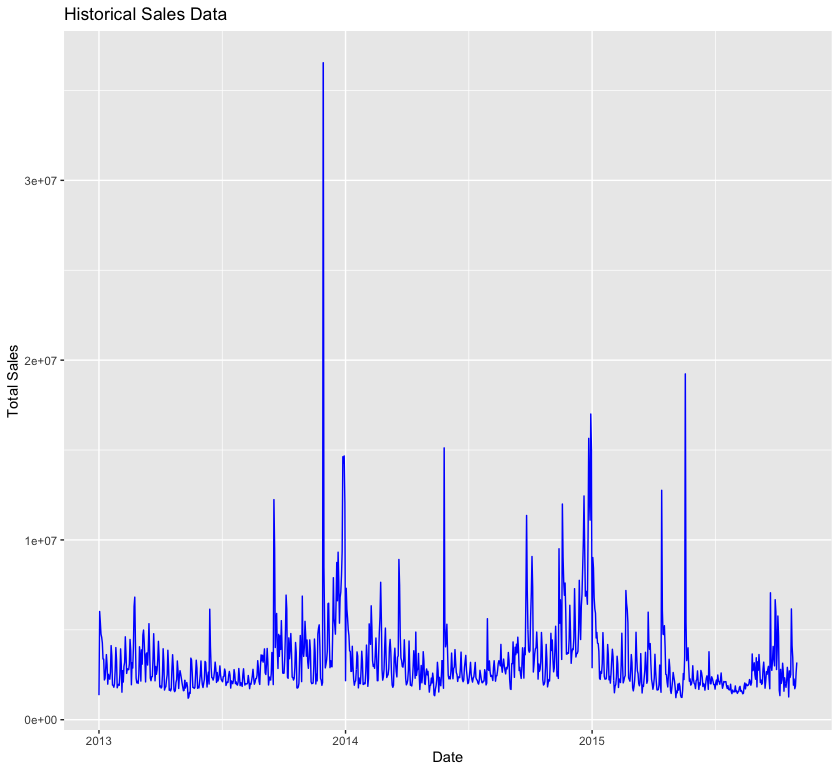 Historical Sales Data
3e+07
2e+07
1e+07
0e+00
Total Sales
2013
2014
2015
Date